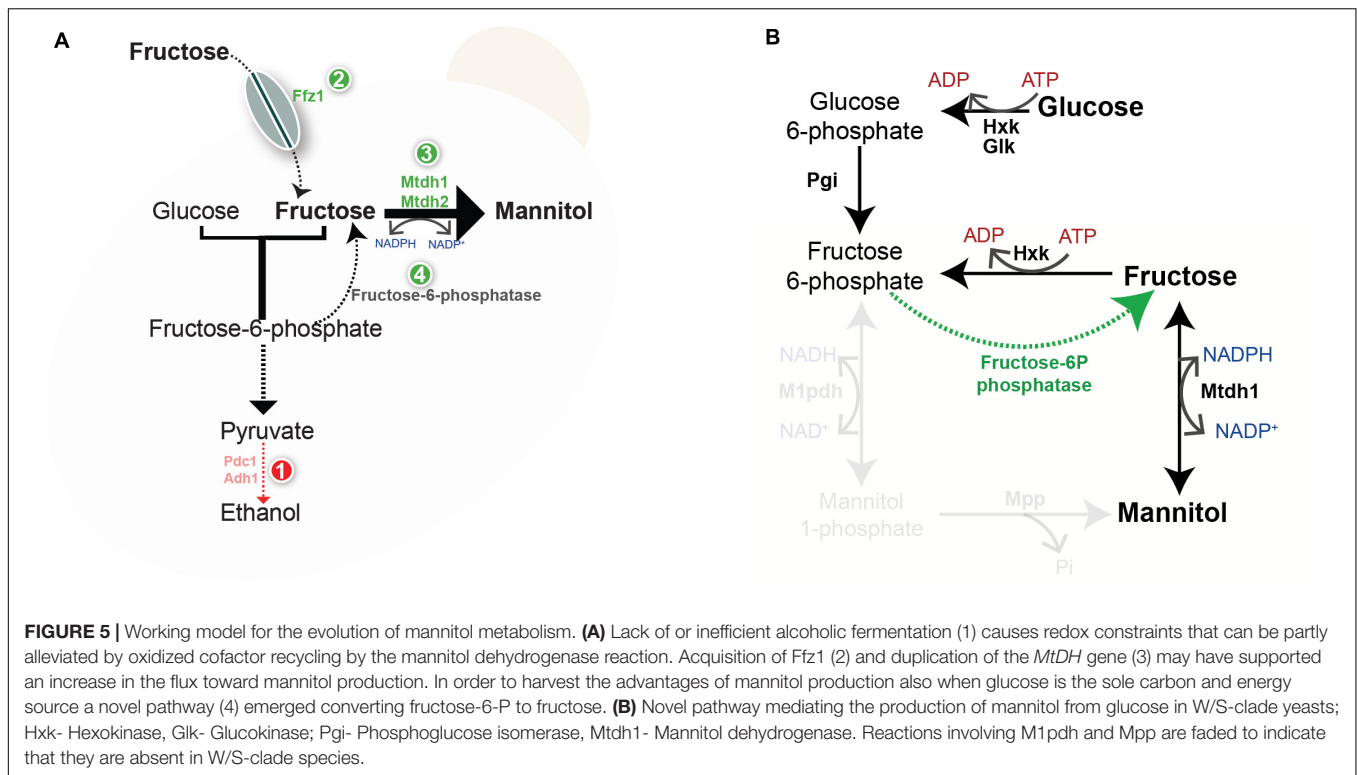 A
Fructose
2
Ffz1
3
Mtdh1
Mtdh2
Glucose
Fructose
Mannitol
NADPH NADP⁺
4
Fructose-6-phosphatase
Fructose-6-phosphate
Pyruvate
Pdc1
Adh1
1
Ethanol
B
ADP ATP
Glucose
6-phosphate
Glucose
Hxk
Glk
Pgi
ADP Hxk ATP
Fructose
6-phosphate
Fructose
NADH
M1pdh
NAD⁺
Fructose-6P
phosphatase
NADPH
Mtdh1
NADP⁺
Mannitol
1-phosphate
Mpp
Pi
Mannitol
FIGURE 5 | Working model for the evolution of mannitol metabolism. (A) Lack of or inefficient alcoholic fermentation (1) causes redox constraints that can be partly
alleviated by oxidized cofactor recycling by the mannitol dehydrogenase reaction. Acquisition of Ffz1 (2) and duplication of the MtDH gene (3) may have supported
an increase in the flux toward mannitol production. In order to harvest the advantages of mannitol production also when glucose is the sole carbon and energy
source a novel pathway (4) emerged converting fructose-6-P to fructose. (B) Novel pathway mediating the production of mannitol from glucose in W/S-clade yeasts;
Hxk- Hexokinase, Glk- Glucokinase; Pgi- Phosphoglucose isomerase, Mtdh1- Mannitol dehydrogenase. Reactions involving M1pdh and Mpp are faded to indicate
that they are absent in W/S-clade species.